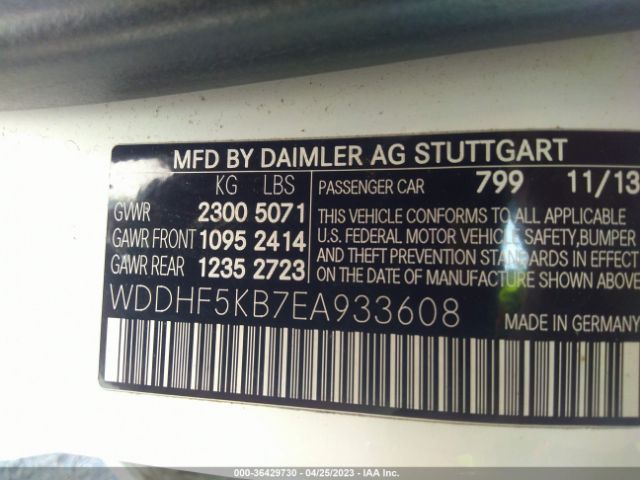 MFD BY DAIMLER AG STUTTGART
KG LBS
GVWR 2300 5071
GAWR FRONT 1095 2414
GAWR REAR 1235 2723
PASSENGER CAR 799 11/13
THIS VEHICLE CONFORMS TO ALL APPLICABLE
U.S. FEDERAL MOTOR VEHICLE SAFETY,BUMPER
AND THEFT PREVENTION STANDARDS IN EFFECT
ON THE DATE OF MANUFACTURE SHOWN ABOVE
WDDHF5KB7EA933608
MADE IN GERMANY
000-36429730 - 04/25/2023 - IAA Inc.